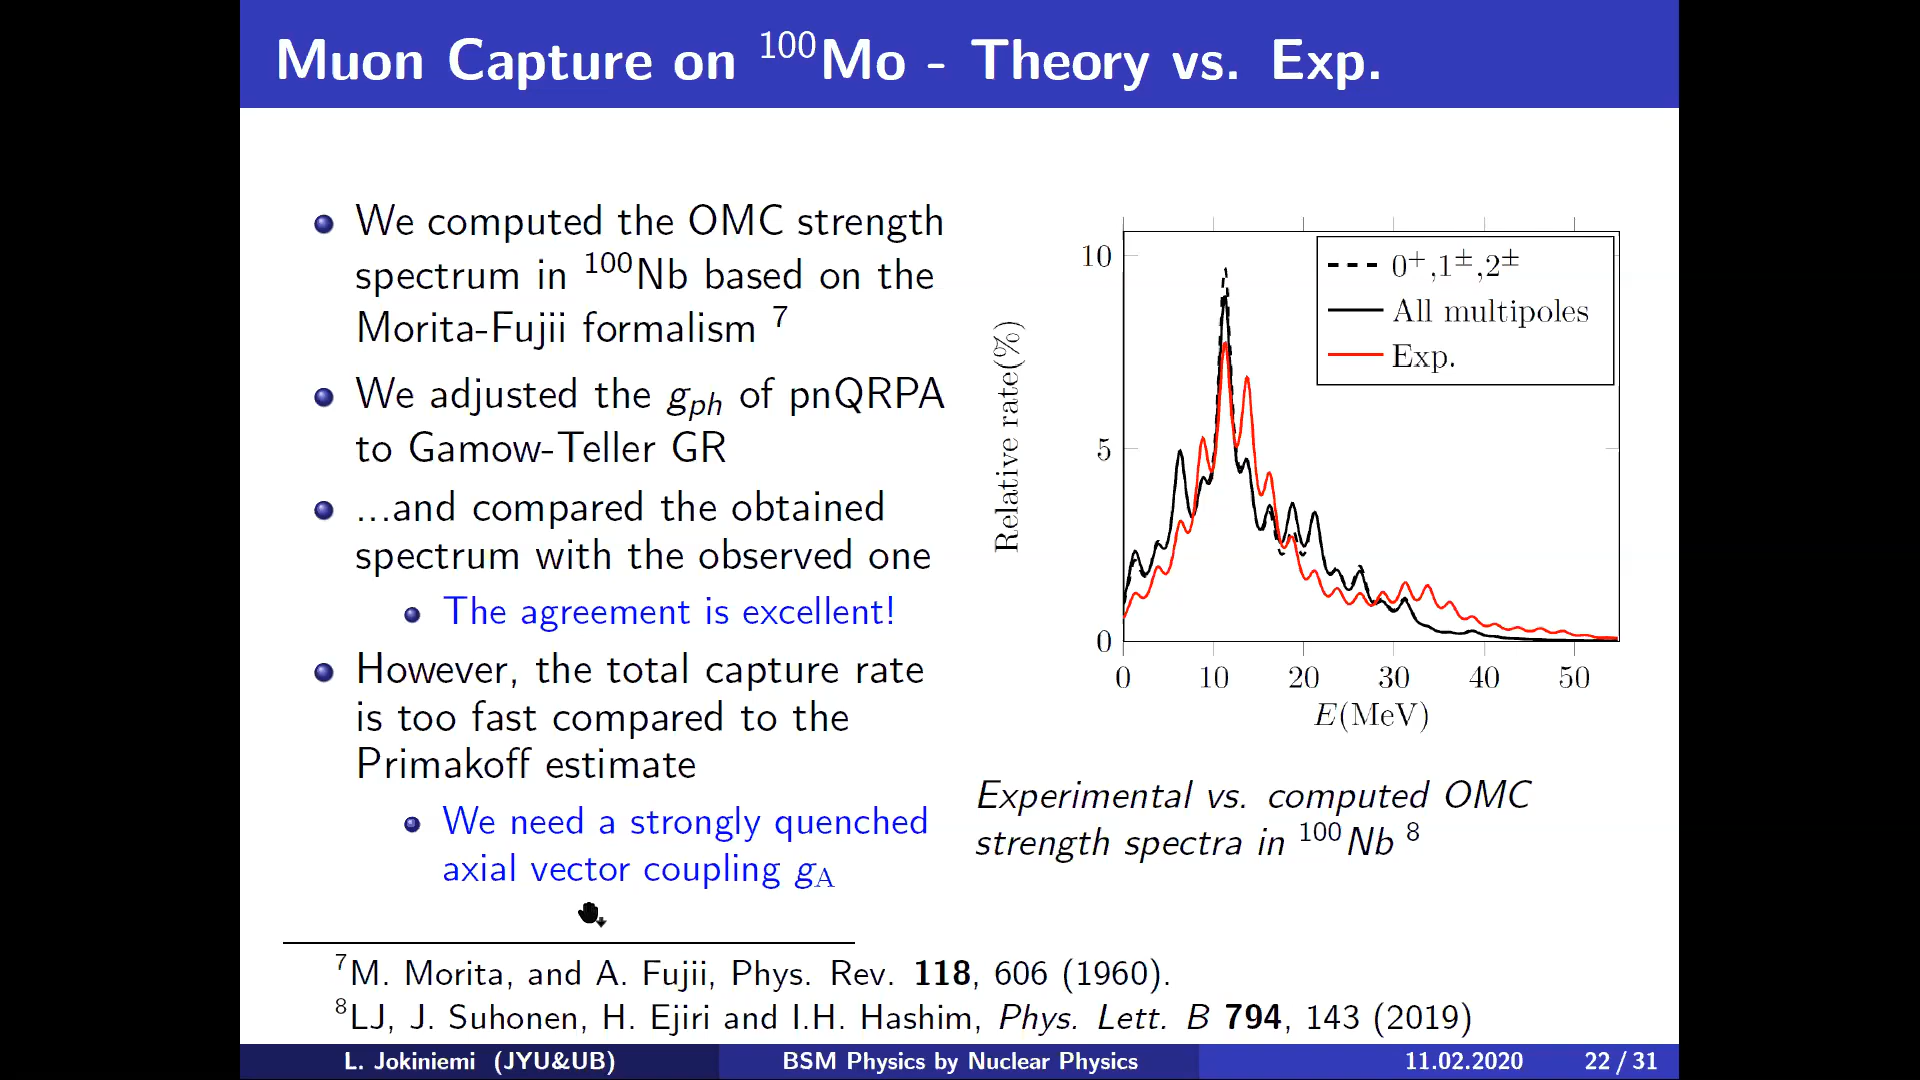 Muon Capture on ¹⁰⁰Mo - Theory vs. Exp.
We computed the OMC strength
spectrum in ¹⁰⁰Nb based on the
Morita-Fujii formalism ⁷
We adjusted the g_ph of pnQRPA
to Gamow-Teller GR
...and compared the obtained
spectrum with the observed one
The agreement is excellent!
However, the total capture rate
is too fast compared to the
Primakoff estimate
We need a strongly quenched
axial vector coupling g_A
10
5
0
Relative rate(%)
0⁺,1±,2±
All multipoles
Exp.
0 10 20 30 40 50
E(MeV)
Experimental vs. computed OMC
strength spectra in ¹⁰⁰Nb ⁸
⁷M. Morita, and A. Fujii, Phys. Rev. 118, 606 (1960).
⁸LJ, J. Suhonen, H. Ejiri and I.H. Hashim, Phys. Lett. B 794, 143 (2019)
L. Jokiniemi (JYU&UB) BSM Physics by Nuclear Physics 11.02.2020 22 / 31